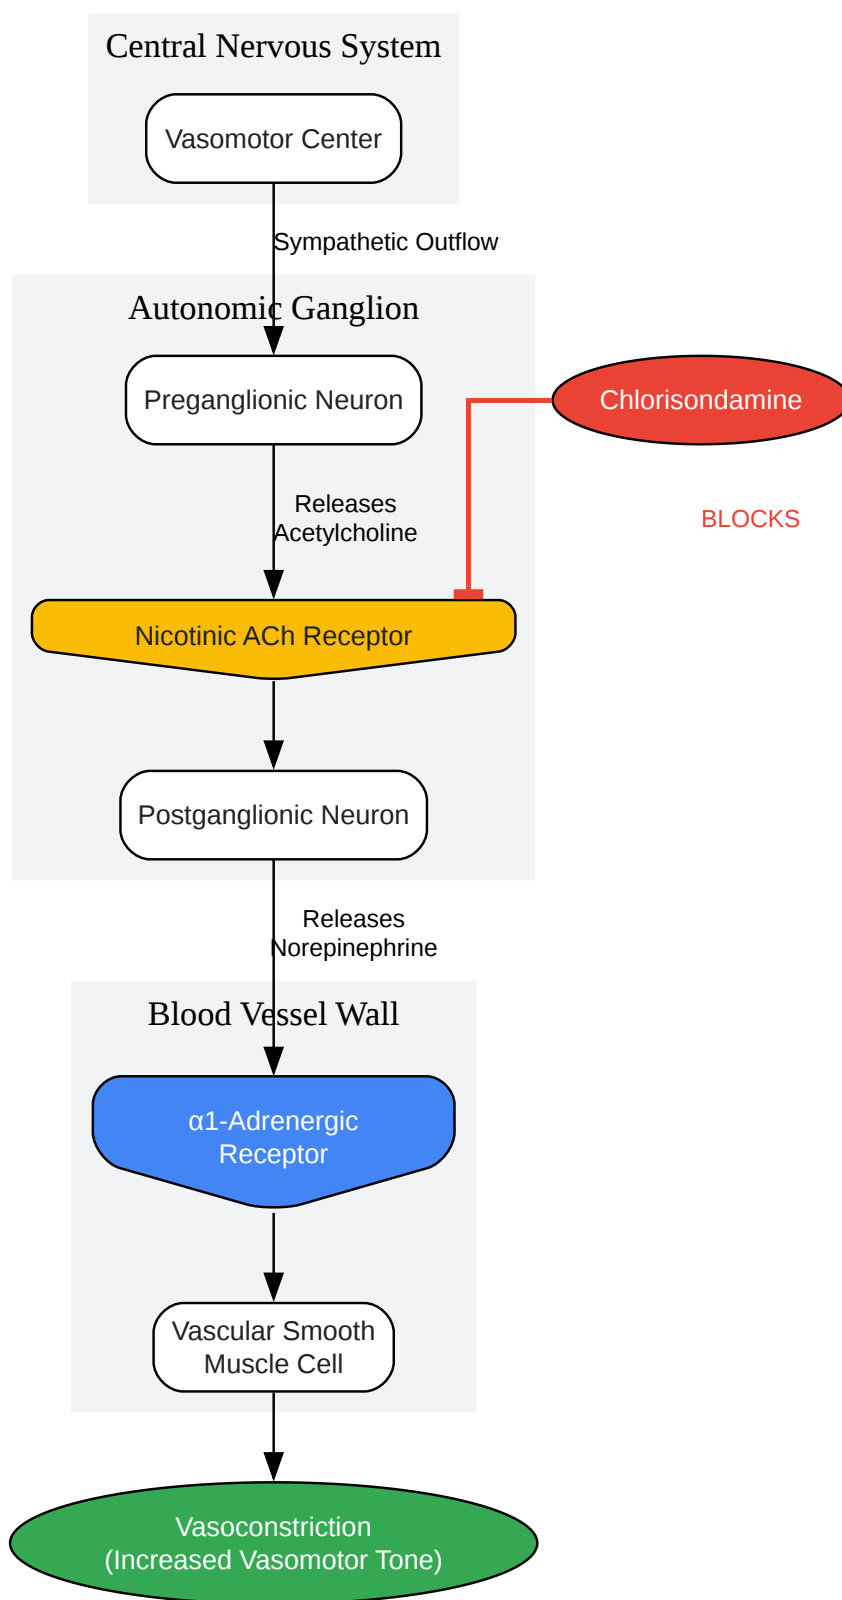 Central Nervous System
Vasomotor Center
Sympathetic Outflow
Autonomic Ganglion
Preganglionic Neuron
Chlorisondamine
Releases
Acetylcholine
BLOCKS
Nicotinic ACh Receptor
Postganglionic Neuron
Releases
Norepinephrine
Blood Vessel Wall
α1-Adrenergic
Receptor
Vascular Smooth
Muscle Cell
Vasoconstriction
(Increased Vasomotor Tone)